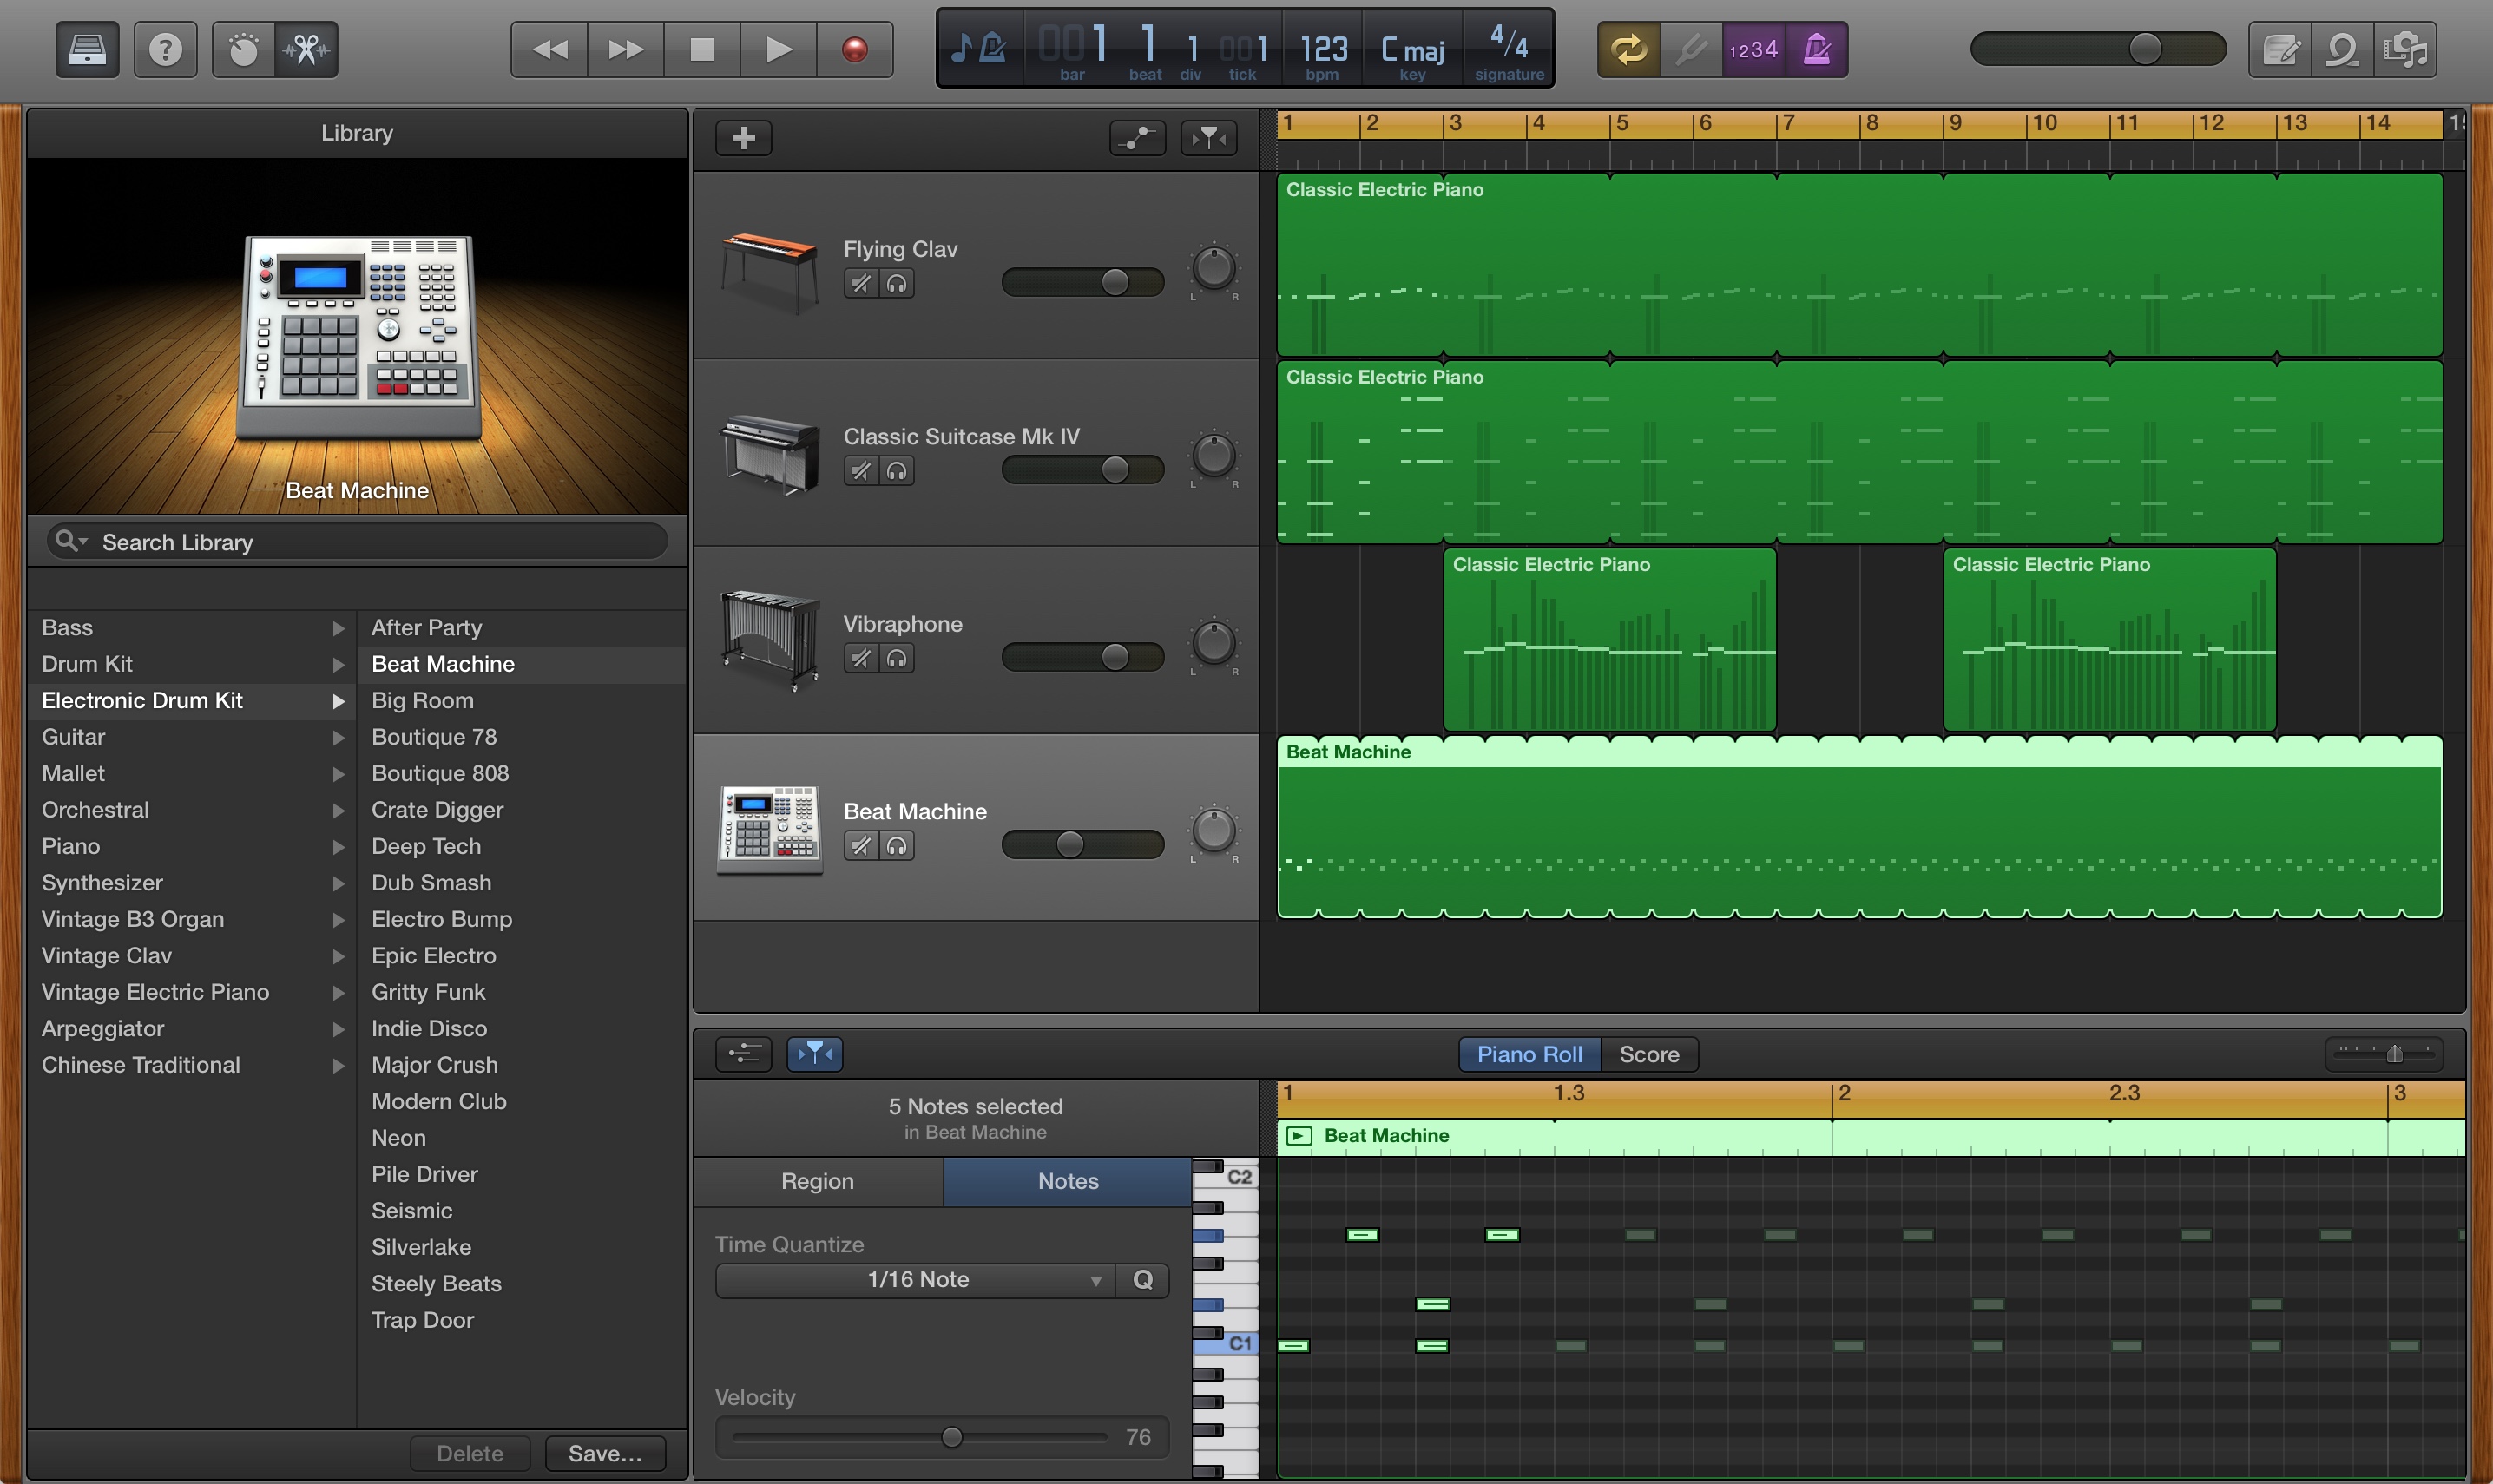 001 1 1 001 123 C maj 4/4
bar beat div tick bpm key signature
1234
Library
Beat Machine
Search Library
Bass
Drum Kit
Electronic Drum Kit
Guitar
Mallet
Orchestral
Piano
Synthesizer
Vintage B3 Organ
Vintage Clav
Vintage Electric Piano
Arpeggiator
Chinese Traditional
After Party
Beat Machine
Big Room
Boutique 78
Boutique 808
Crate Digger
Deep Tech
Dub Smash
Electro Bump
Epic Electro
Gritty Funk
Indie Disco
Major Crush
Modern Club
Neon
Pile Driver
Seismic
Silverlake
Steely Beats
Trap Door
Delete Save...
1 2 3 4 5 6 7 8 9 10 11 12 13 14
Flying Clav
L R
Classic Electric Piano
Classic Suitcase Mk IV
L R
Classic Electric Piano
Vibraphone
L R
Classic Electric Piano Classic Electric Piano
Beat Machine
L R
Beat Machine
Piano Roll Score
5 Notes selected
in Beat Machine
1 1.3 2 2.3 3
Beat Machine
Region Notes
C2
Time Quantize
1/16 Note Q
C1
Velocity
76